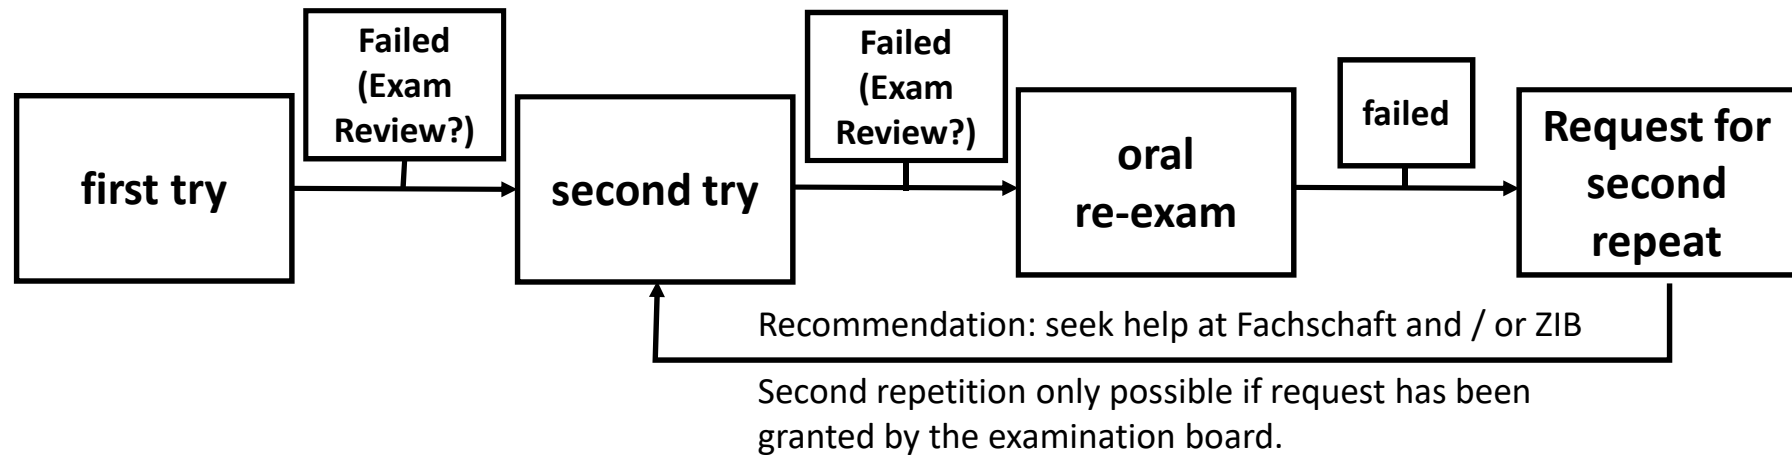 first try
Failed
(Exam
Review?)
second try
Failed
(Exam
Review?)
oral
re-exam
failed
Request for
second
repeat
Recommendation: seek help at Fachschaft and / or ZIB
Second repetition only possible if request has been
granted by the examination board.